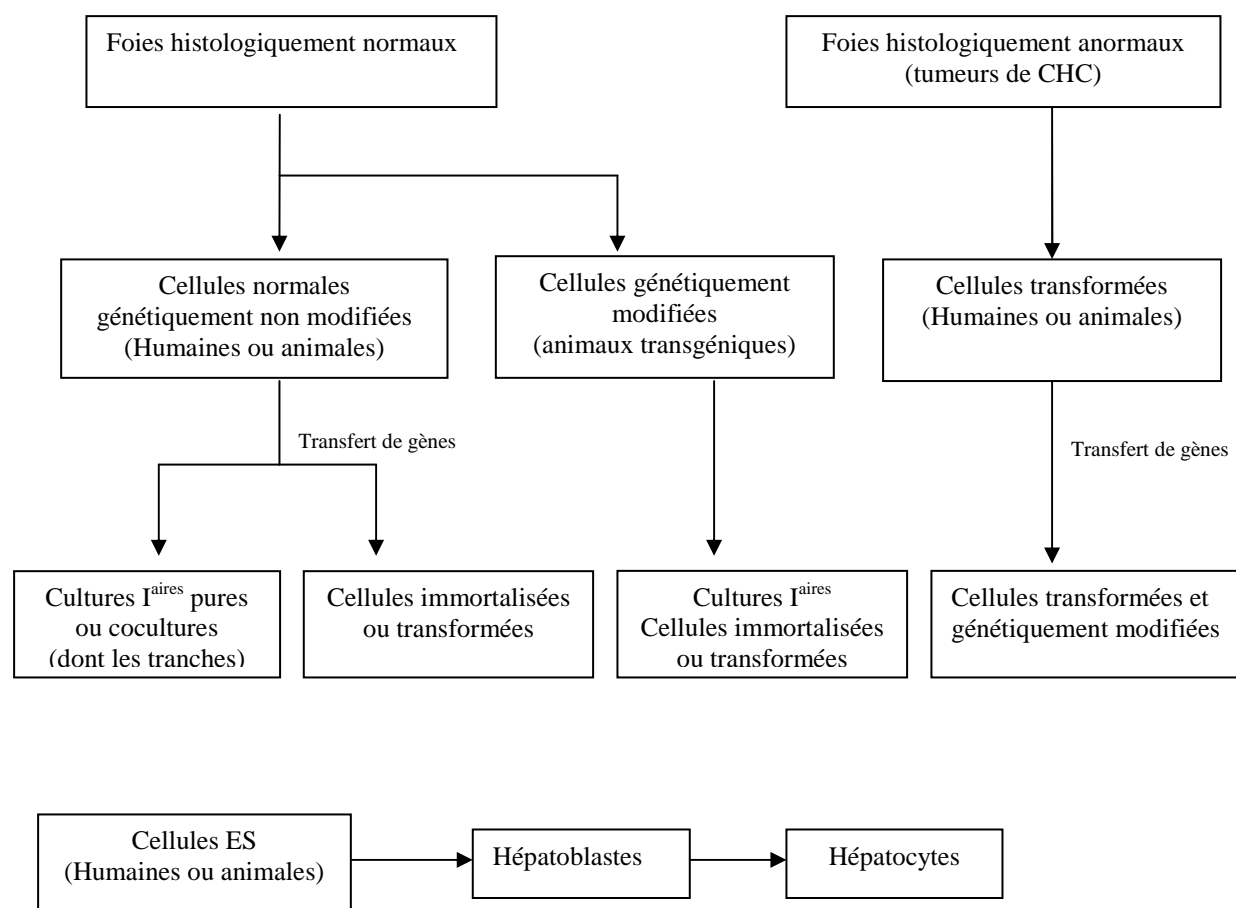 Foies histologiquement normaux
Foies histologiquement anormaux
(tumeurs de CHC)
Cellules normales
génétiquement non modifiées
(Humaines ou animales)
Cellules génétiquement
modifiées
(animaux transgéniques)
Cellules transformées
(Humaines ou animales)
Transfert de gènes
Transfert de gènes
Cultures Iaires pures
ou cocultures
(dont les tranches)
Cellules immortalisées
ou transformées
Cultures Iaires
Cellules immortalisées
ou transformées
Cellules transformées et
génétiquement modifiées
Cellules ES
(Humaines ou animales)
Hépatoblastes
Hépatocytes